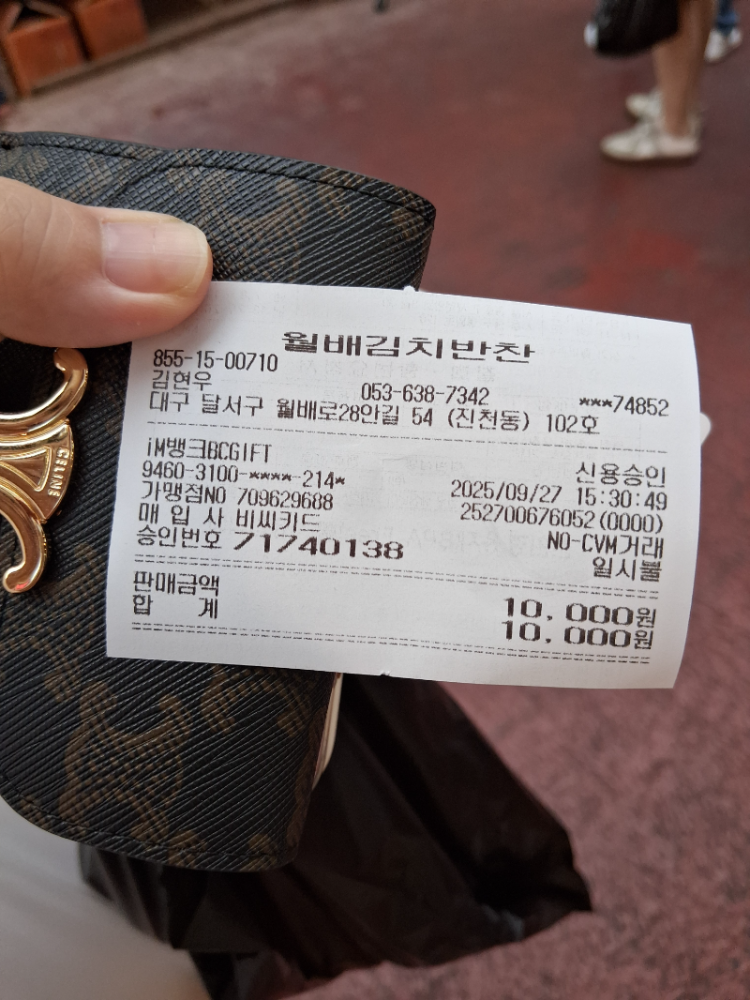 월배김치반찬
855-15-00710
김현우 053-638-7342 ***74852
대구 달서구 월배로28안길 54 (진천동) 102호
iM뱅크BCGIFT 신용승인
9460-3100-****-214* 2025/09/27 15:30:49
가맹점NO 709629688 252700676052(0000)
매 입 사 비씨카드 NO-CVM거래
승인번호 71740138 일시불
판매금액 10,000원
합 계 10,000원
CELINE